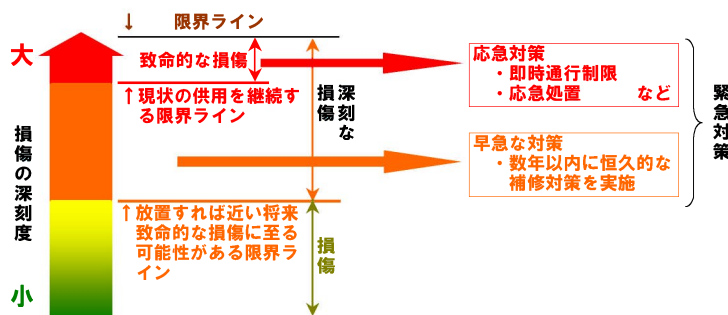 ↓ 限界ライン
大
致命的な損傷
↑現状の供用を継続す
る限界ライン
深刻な
損傷
応急対策
・即時通行制限
・応急処置 など
緊急対策
損傷の深刻度
早急な対策
・数年以内に恒久的な
補修対策を実施
↑放置すれば近い将来
致命的な損傷に至る
可能性がある限界ラ
イン
損傷
小